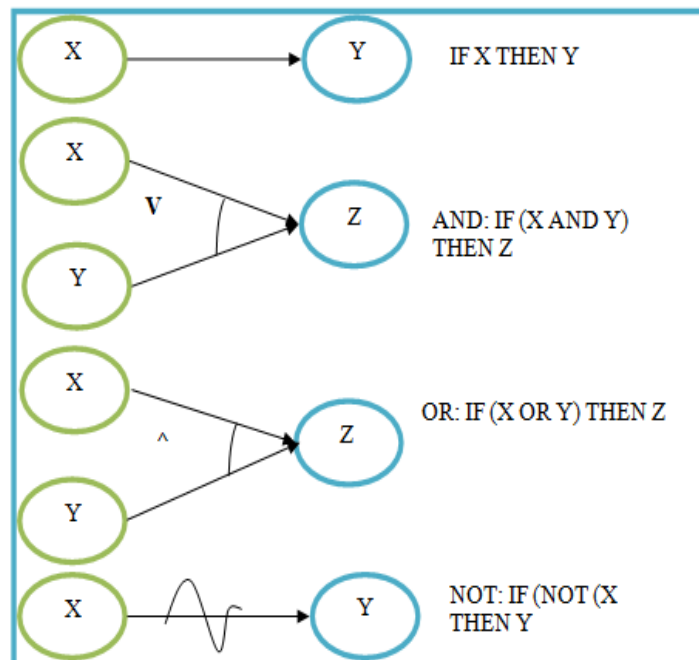 X
Y
IF X THEN Y
X
V
Y
Z
AND: IF (X AND Y)
THEN Z
X
^
Y
Z
OR: IF (X OR Y) THEN Z
X
Y
NOT: IF (NOT (X
THEN Y